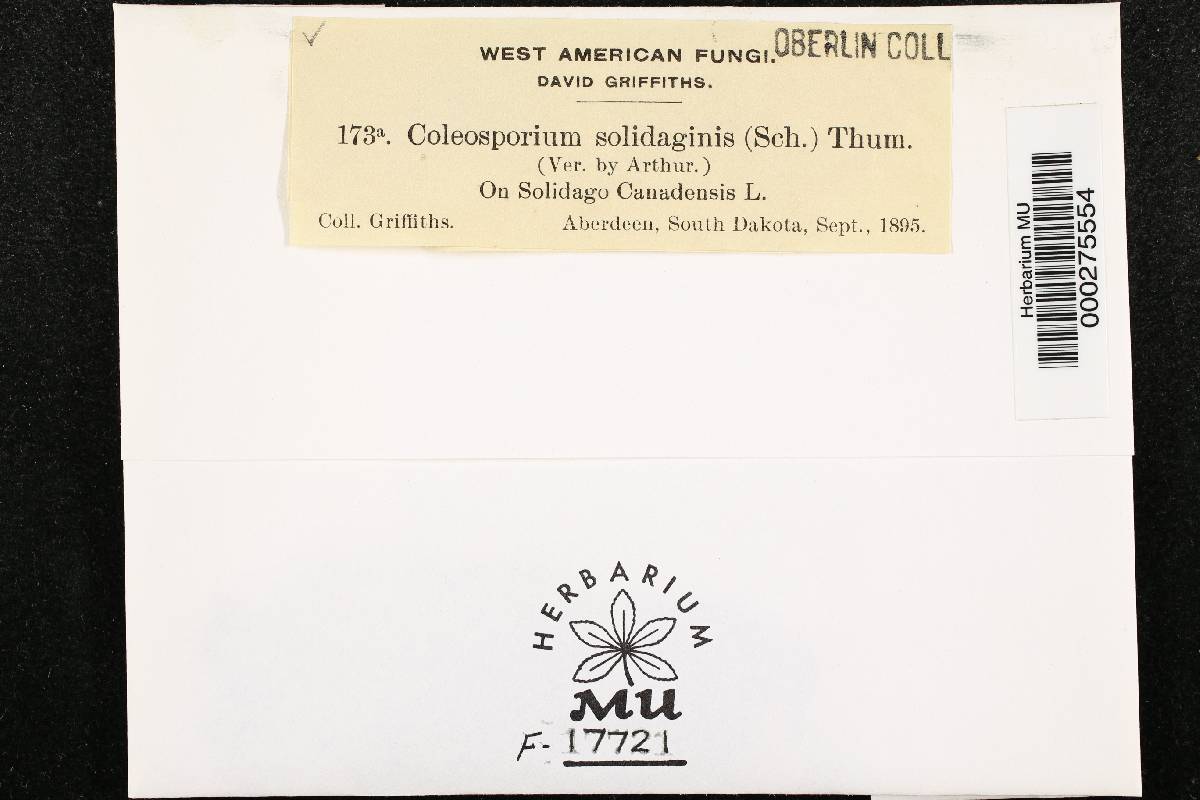 WEST AMERICAN FUNGI. OBERLIN COLL
DAVID GRIFFITHS.
173ª. Coleosporium solidaginis (Sch.) Thum.
(Ver. by Arthur.)
On Solidago Canadensis L.
Coll. Griffiths. Aberdeen, South Dakota, Sept., 1895.
Herbarium MU
000275554
HERBARIUM
MU
F-17721